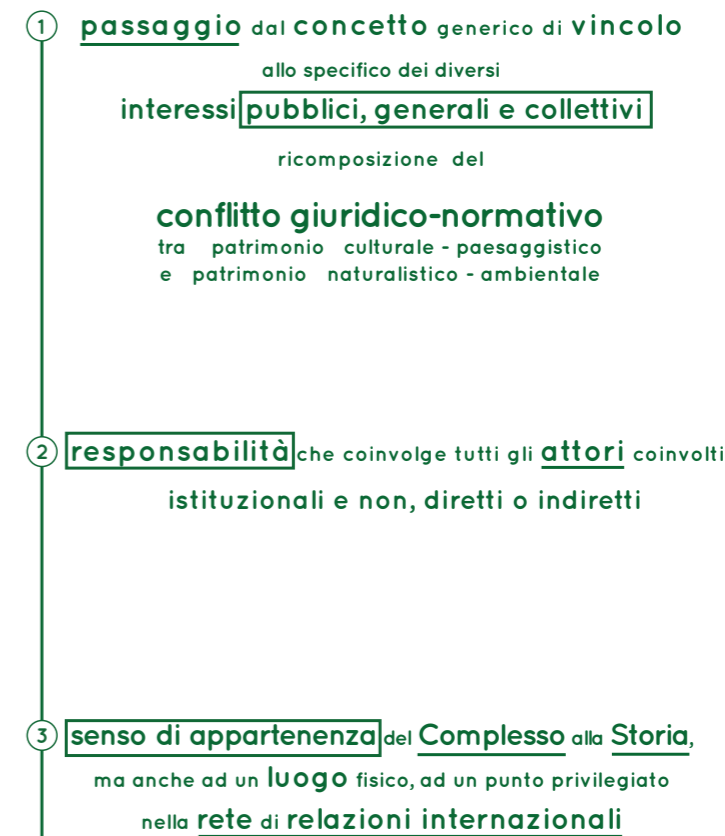 1 passaggio dal concetto generico di vincolo
allo specifico dei diversi
interessi pubblici, generali e collettivi
ricomposizione del
conflitto giuridico-normativo
tra patrimonio culturale - paesaggistico
e patrimonio naturalistico - ambientale
2 responsabilità che coinvolge tutti gli attori coinvolti
istituzionali e non, diretti o indiretti
3 senso di appartenenza del Complesso alla Storia,
ma anche ad un luogo fisico, ad un punto privilegiato
nella rete di relazioni internazionali